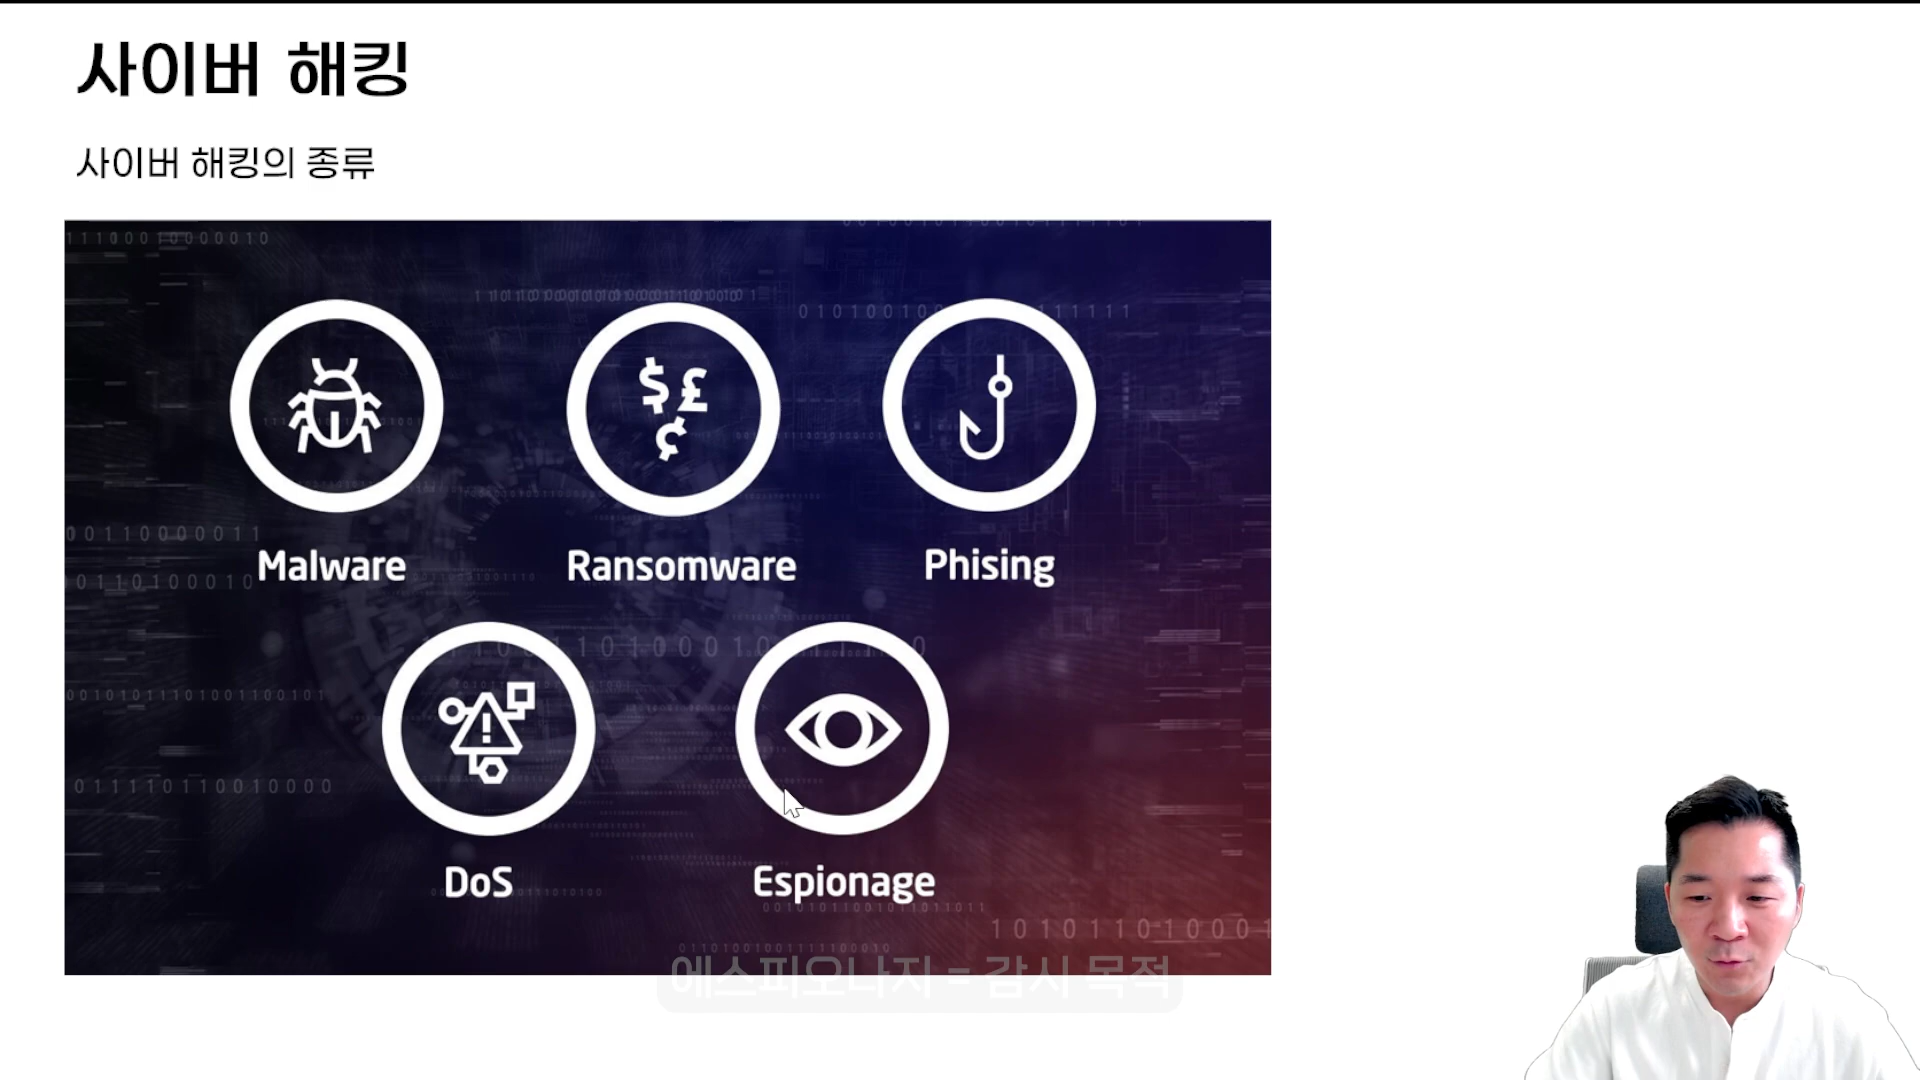 사이버 해킹
사이버 해킹의 종류
Malware
Ransomware
Phising
DoS
Espionage
에스피오나지 = 감시 목적